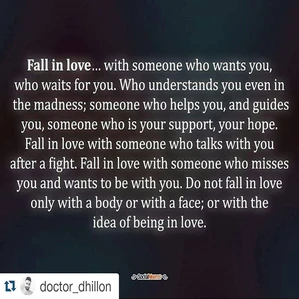 Fall in love... with someone who wants you,
who waits for you. Who understands you even in
the madness; someone who helps you, and guides
you, someone who is your support, your hope.
Fall in love with someone who talks with you
after a fight. Fall in love with someone who misses
you and wants to be with you. Do not fall in love
only with a body or with a face; or with the
idea of being in love.
doctor_dhillon